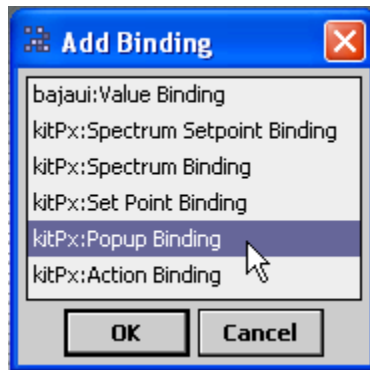 Add Binding
bajaui:Value Binding
kitPx:Spectrum Setpoint Binding
kitPx:Spectrum Binding
kitPx:Set Point Binding
kitPx:Popup Binding
kitPx:Action Binding
OK Cancel